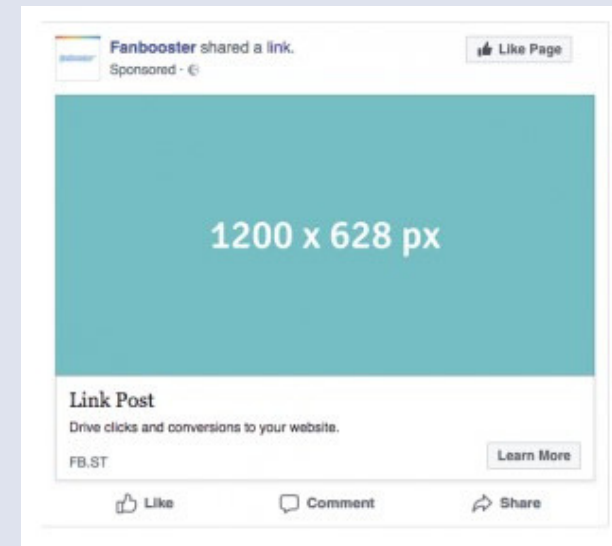 Fanbooster shared a link.
Like Page
Sponsored ·
1200 x 628 px
Link Post
Drive clicks and conversions to your website.
FB.ST
Learn More
Like
Comment
Share